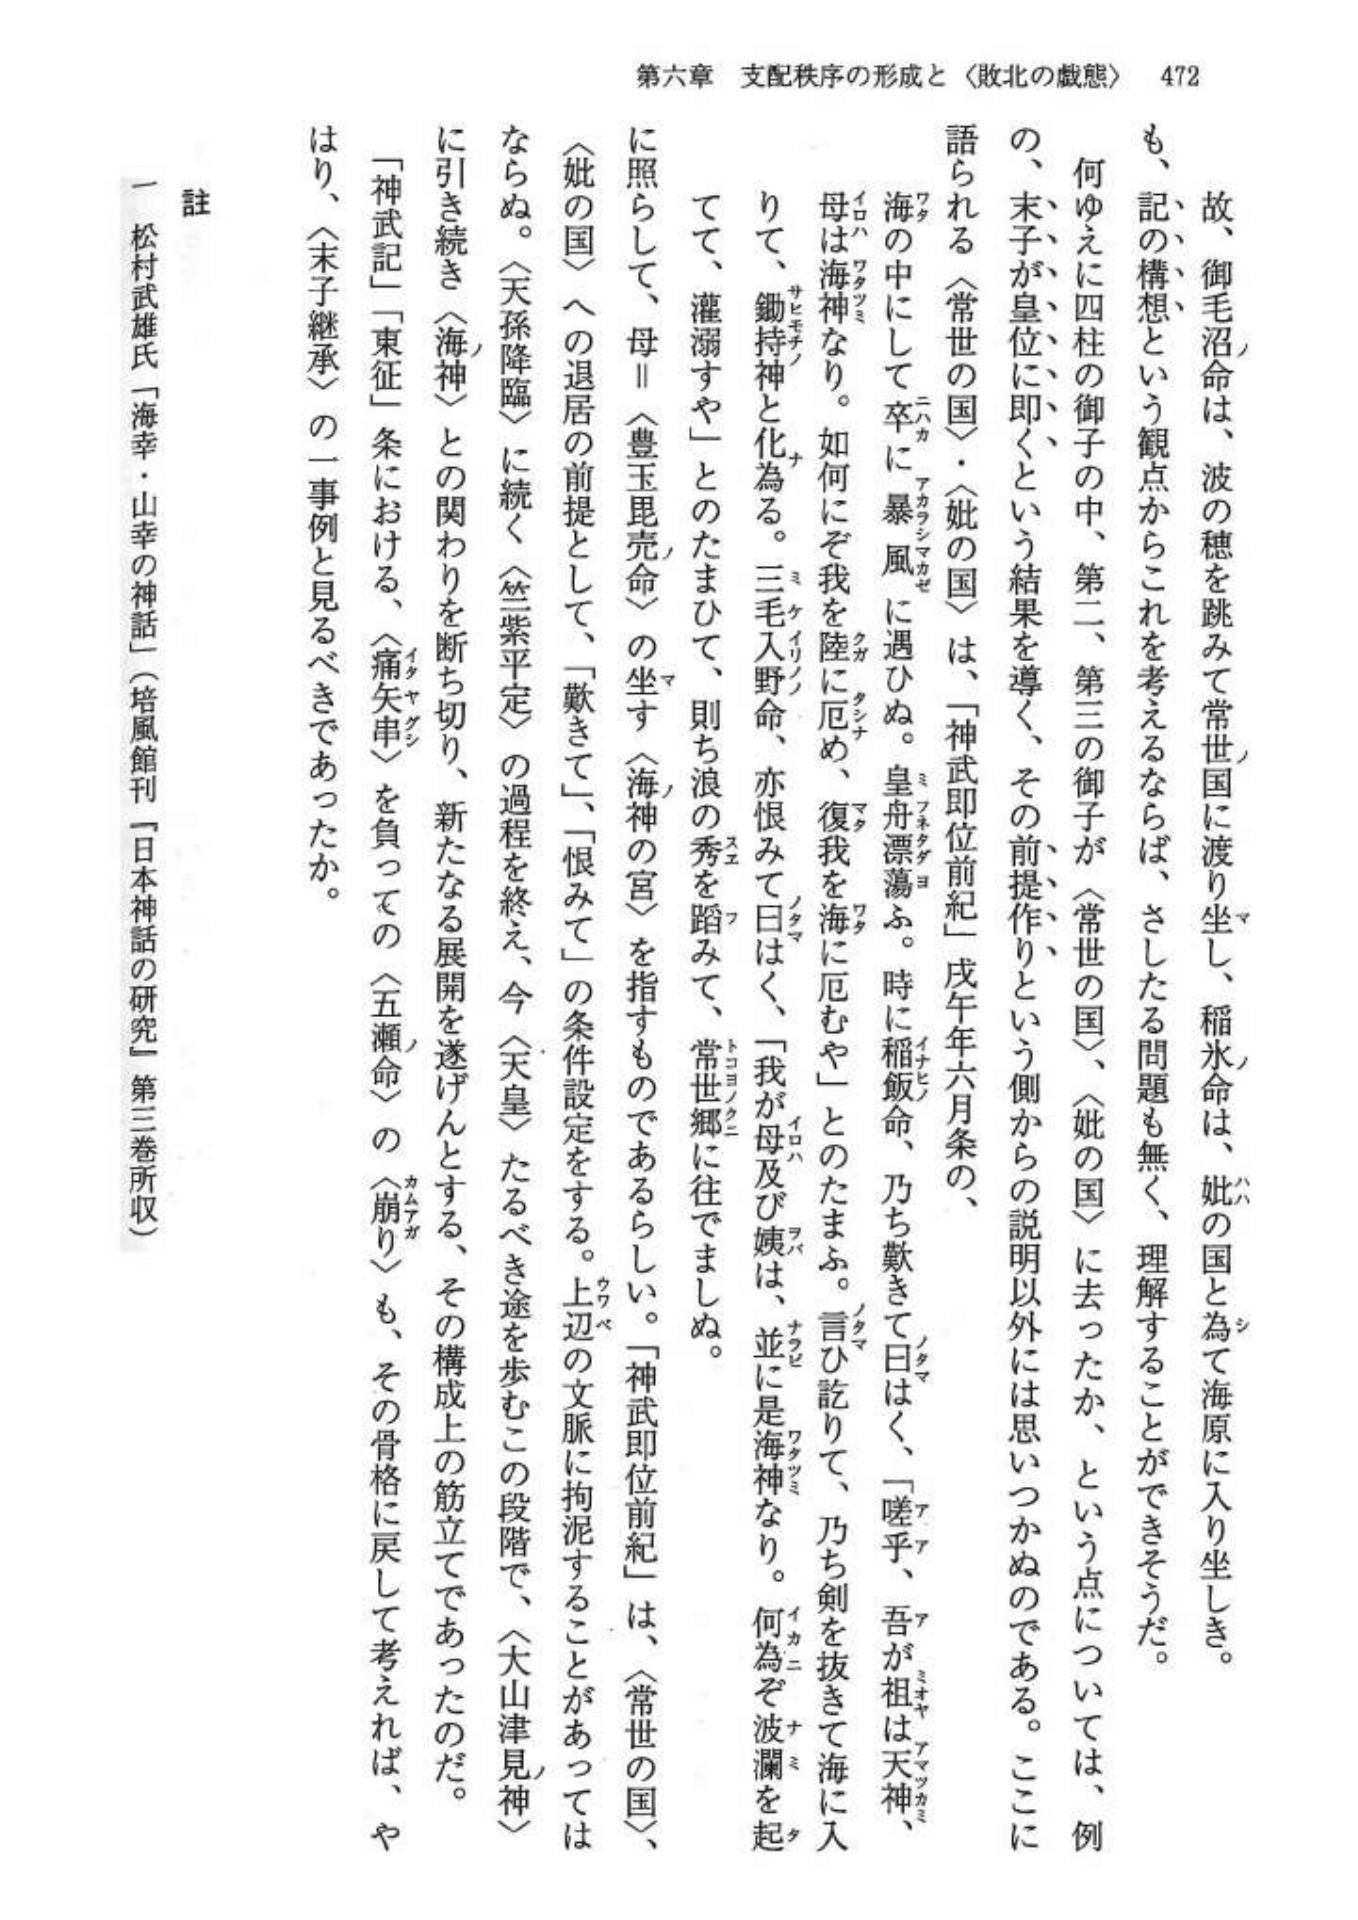 第六章　支配秩序の形成と〈敗北の戯態〉　472
故、御毛沼ノ命は、波の穂を跳みて常世ノ国に渡り坐し、稲氷ノ命は、妣の国と為て海原に入り坐しき。
も、記の構想という観点からこれを考えるならば、さしたる問題も無く、理解することができそうだ。
何ゆえに四柱の御子の中、第二、第三の御子が〈常世の国〉、〈妣の国〉に去ったか、という点については、例
の、末子が皇位に即くという結果を導く、その前提作りという側からの説明以外には思いつかぬのである。ここに
語られる〈常世の国〉・〈妣の国〉は、「神武即位前紀」戌午年六月条の、
海の中にして卒に暴風に遇ひぬ。皇舟漂蕩ふ。時に稲飯命、乃ち歎きて曰はく、「嗟乎、吾が祖は天神、
母は海神なり。如何にぞ我を陸に厄め、復我を海に厄むや」とのたまふ。言ひ訖りて、乃ち剣を抜きて海に入
りて、鋤持神と化為る。三毛入野命、亦恨みて曰はく、「我が母及び姨は、並に是海神なり。何為ぞ波瀾を起
てて、灌溺すや」とのたまひて、則ち浪の秀を蹈みて、常世郷に往でましぬ。
に照らして、母＝〈豊玉毘売ノ命〉の坐す〈海ノ神の宮〉を指すものであるらしい。「神武即位前紀」は、〈常世の国〉、
〈妣の国〉への退居の前提として、「歎きて」、「恨みて」の条件設定をする。上辺の文脈に拘泥することがあっては
ならぬ。〈天孫降臨〉に続く〈竺紫平定〉の過程を終え、今〈天皇〉たるべき途を歩むこの段階で、〈大山津見ノ神〉
に引き続き〈海ノ神〉との関わりを断ち切り、新たなる展開を遂げんとする、その構成上の筋立てであったのだ。
「神武記」「東征」条における、〈痛矢串〉を負っての〈五瀬ノ命〉の〈崩り〉も、その骨格に戻して考えれば、や
はり、〈末子継承〉の一事例と見るべきであったか。
註
一　松村武雄氏「海幸・山幸の神話」（培風館刊『日本神話の研究』第三巻所収）